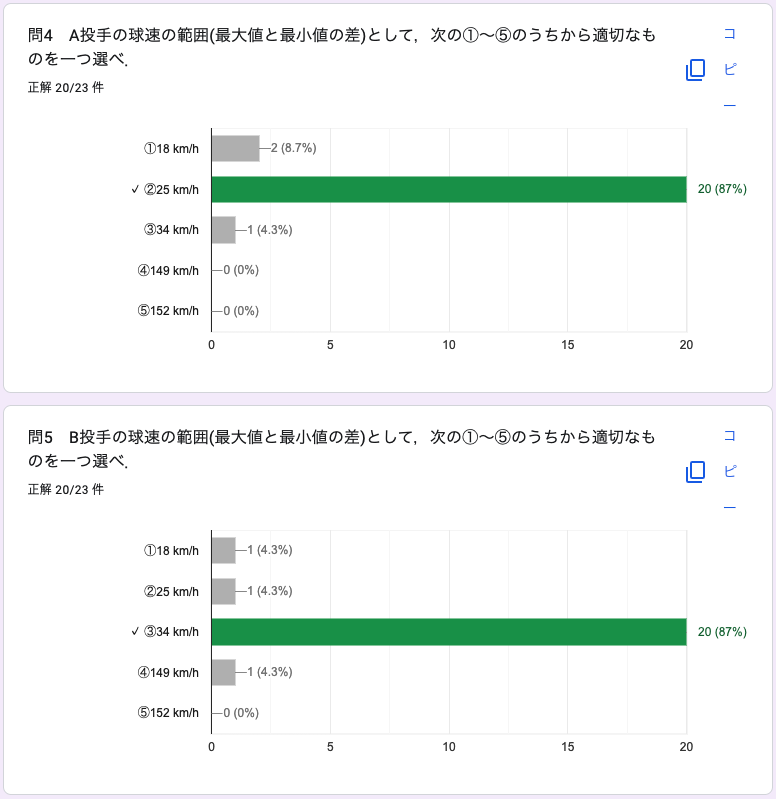 問4　A投手の球速の範囲(最大値と最小値の差)として，次の①〜⑤のうちから適切なも
のを一つ選べ．
コピー
正解 20/23 件
①18 km/h
2 (8.7%)
✓ ②25 km/h
20 (87%)
③34 km/h
1 (4.3%)
④149 km/h
0 (0%)
⑤152 km/h
0 (0%)
0 5 10 15 20
問5　B投手の球速の範囲(最大値と最小値の差)として，次の①〜⑤のうちから適切なも
のを一つ選べ．
コピー
正解 20/23 件
①18 km/h
1 (4.3%)
②25 km/h
1 (4.3%)
✓ ③34 km/h
20 (87%)
④149 km/h
1 (4.3%)
⑤152 km/h
0 (0%)
0 5 10 15 20